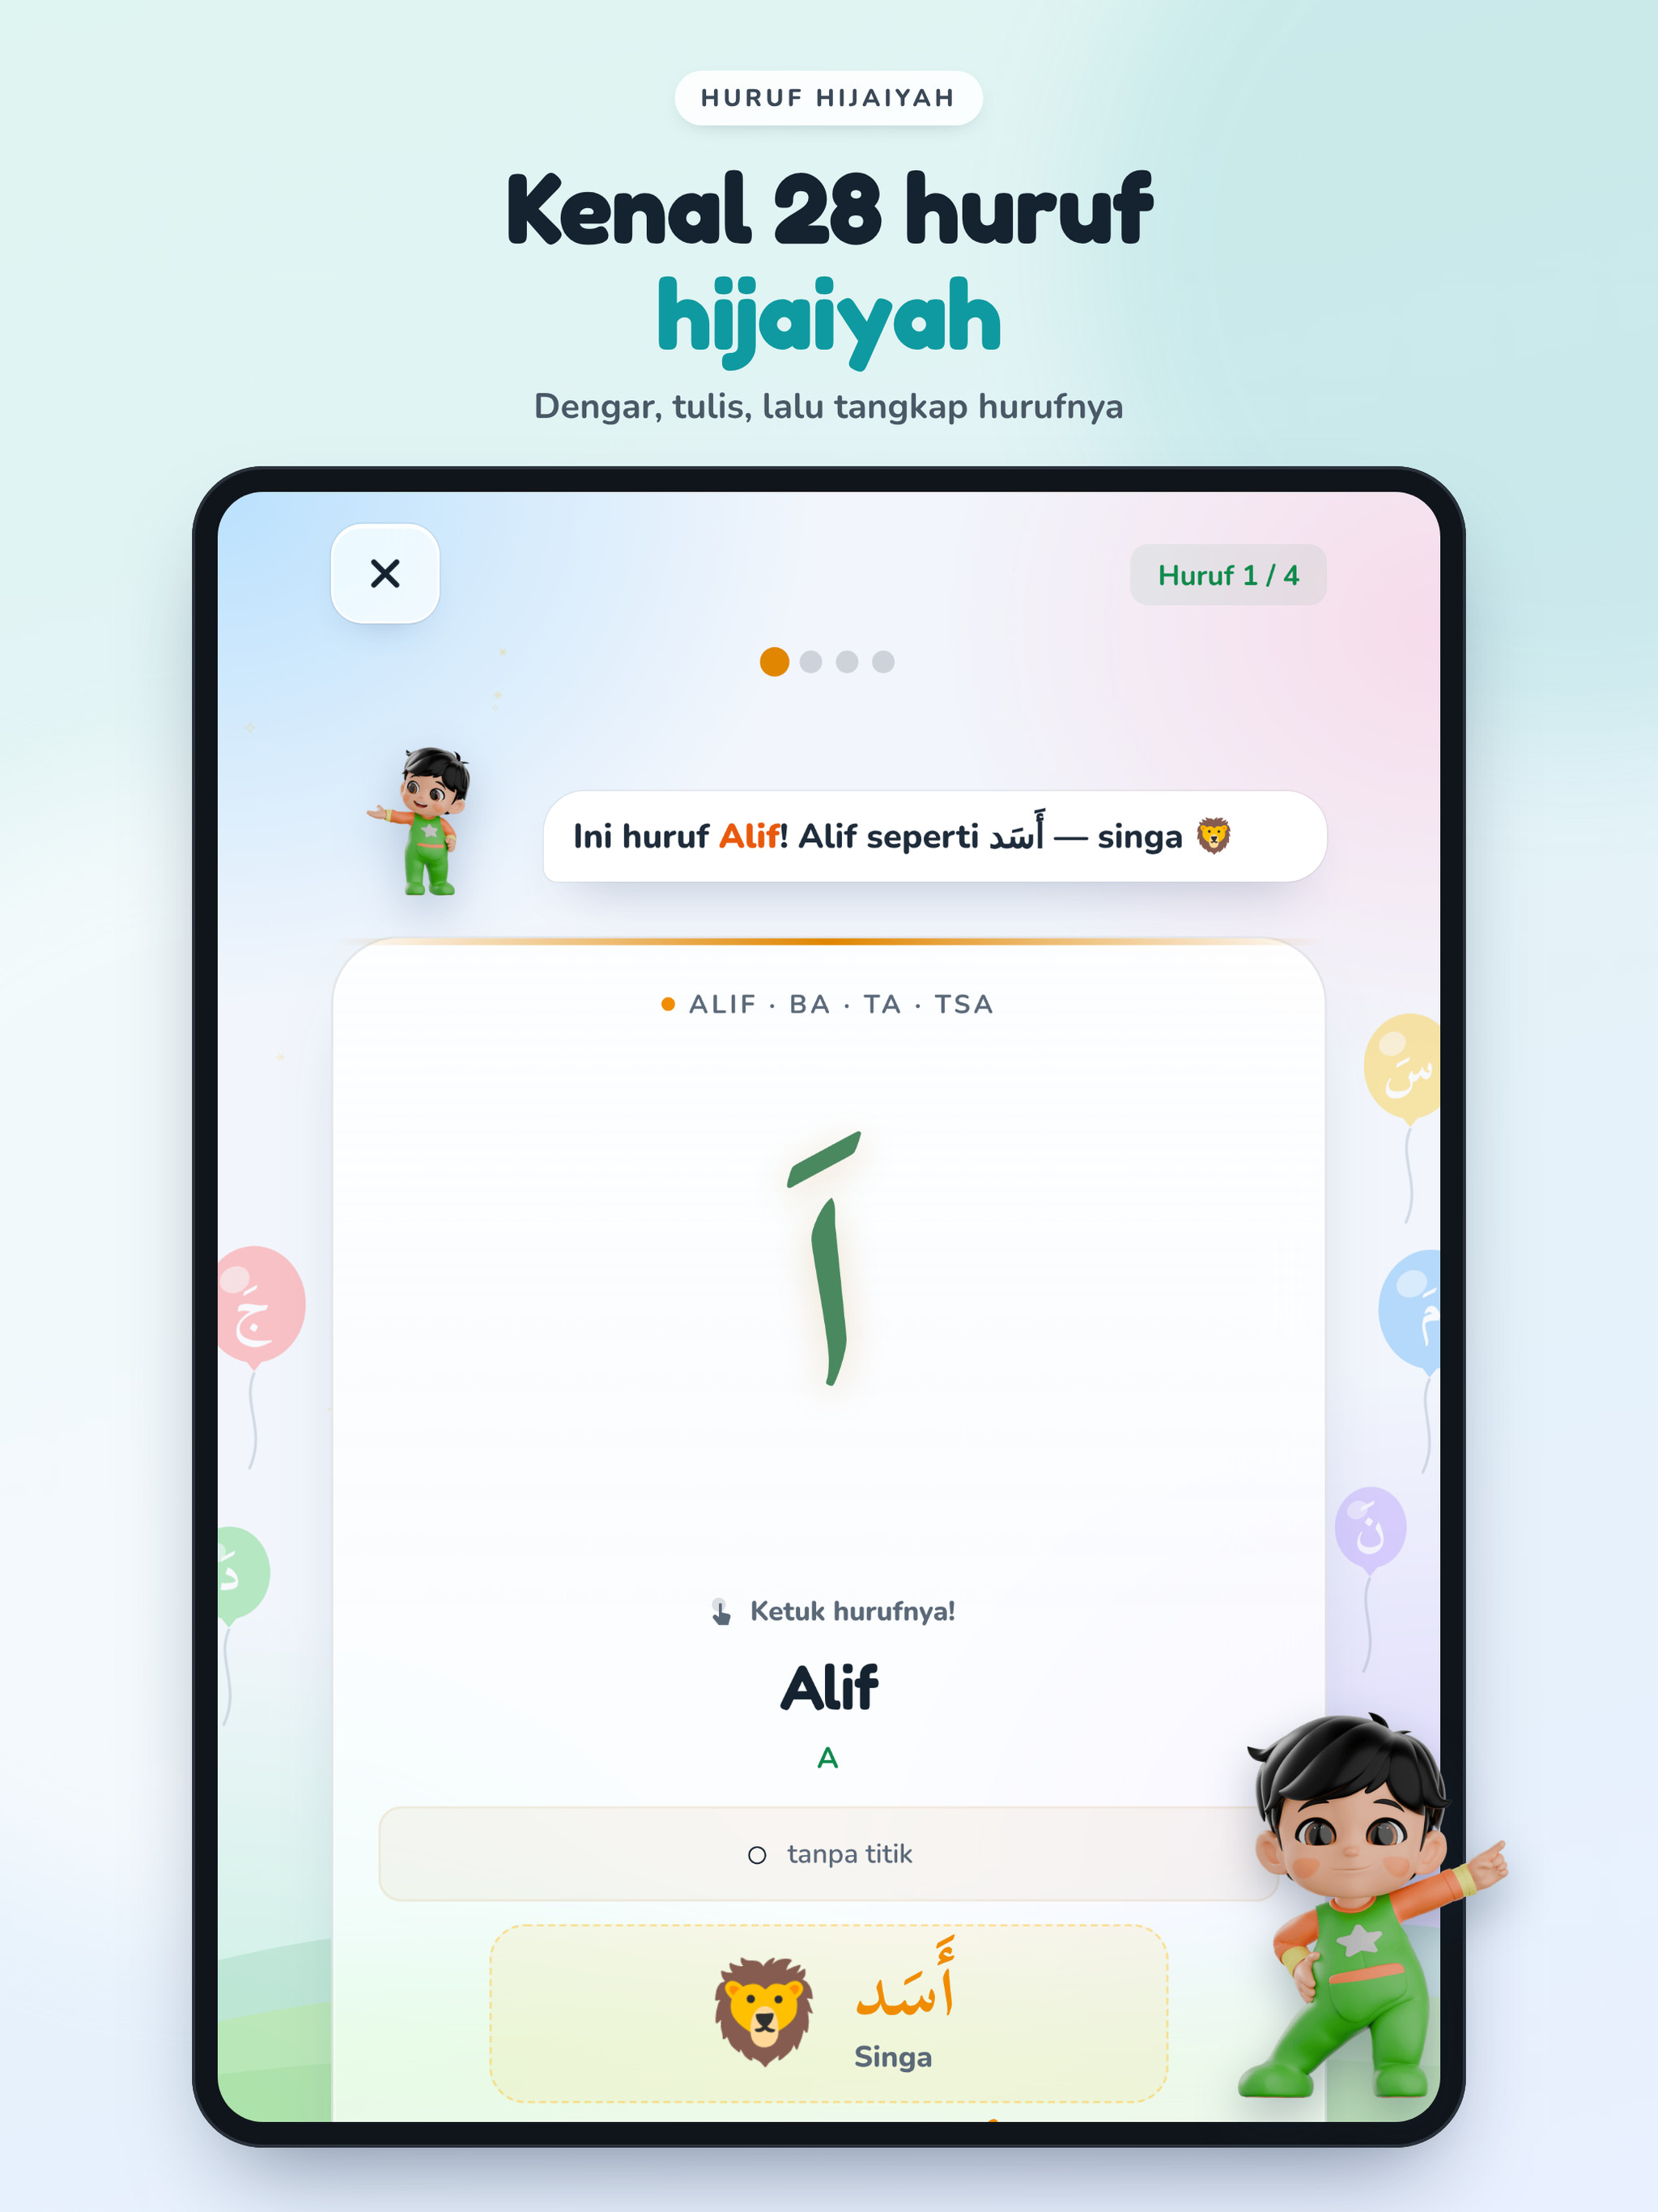 HURUF HIJAIYAH
Kenal 28 huruf
hijaiyah
Dengar, tulis, lalu tangkap hurufnya
Huruf 1 / 4
Ini huruf Alif! Alif seperti أَسَد — singa 🦁
ALIF · BA · TA · TSA
اَ
سَ
جَ
مَ
نَ
دَ
Ketuk hurufnya!
Alif
A
tanpa titik
أَسَد
Singa